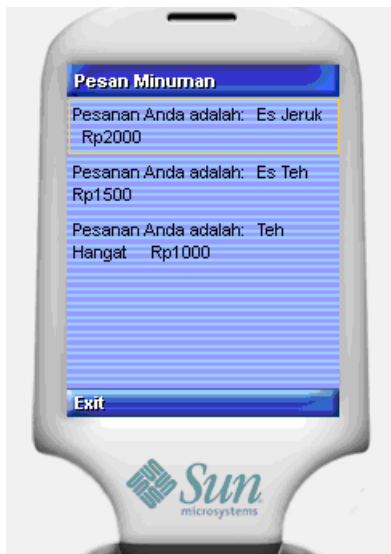 Pesan Minuman
Pesanan Anda adalah: Es Jeruk
Rp2000
Pesanan Anda adalah: Es Teh
Rp1500
Pesanan Anda adalah: Teh
Hangat Rp1000
Exit
Sun
microsystems